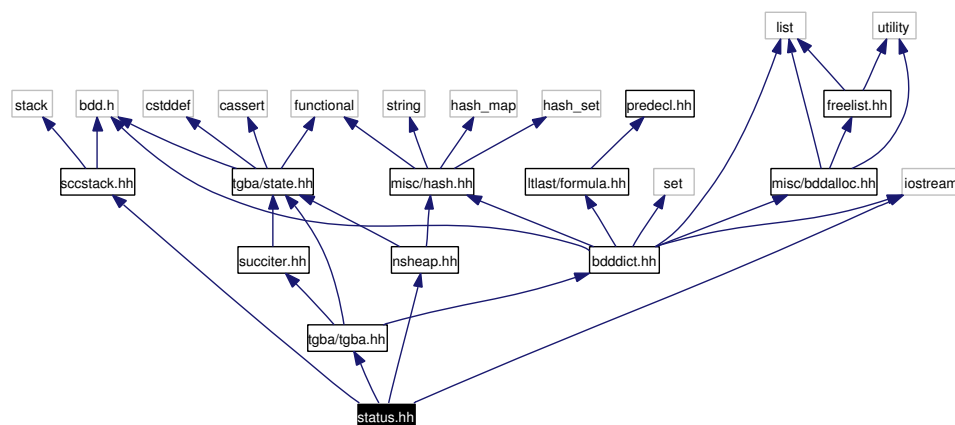 list
utility
stack
bdd.h
cstddef
cassert
functional
string
hash_map
hash_set
predecl.hh
freelist.hh
sccstack.hh
tgba/state.hh
misc/hash.hh
ltlast/formula.hh
set
misc/bddalloc.hh
iostream
succiter.hh
nsheap.hh
bdddict.hh
tgba/tgba.hh
status.hh